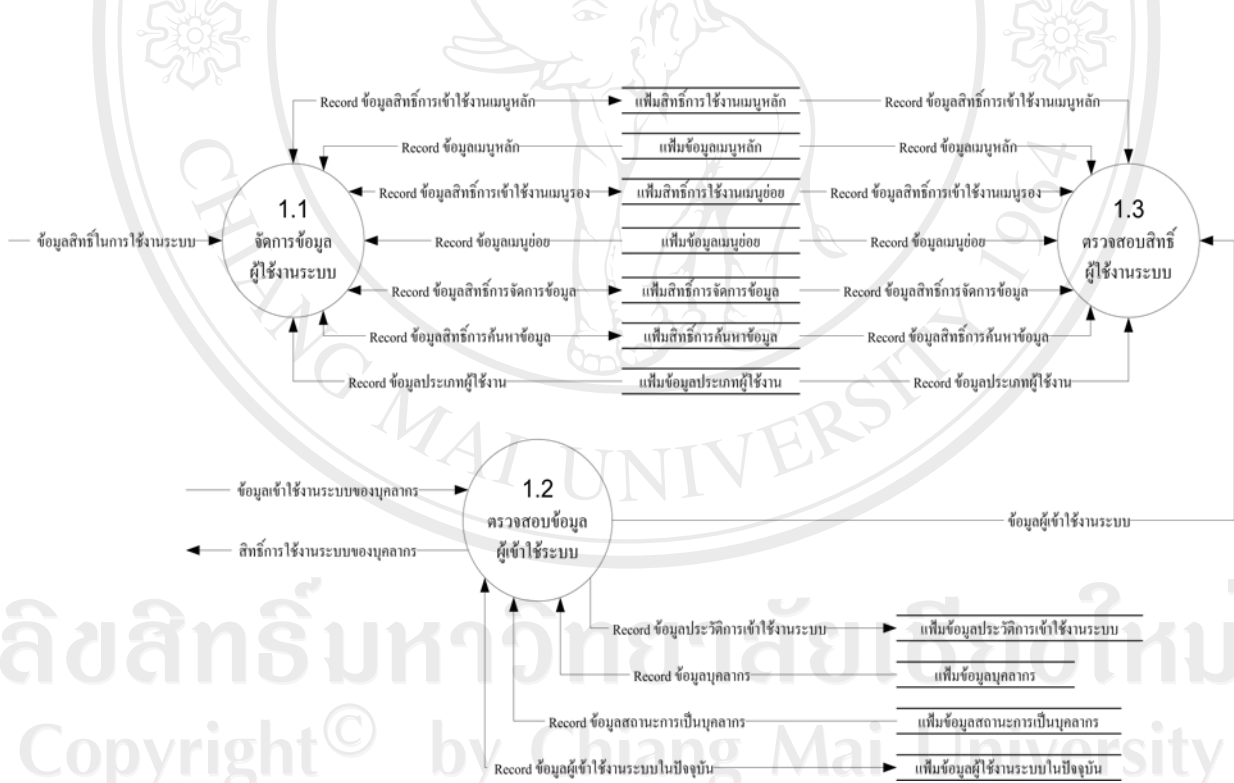 Record ข้อมูลสิทธิ์การเข้าใช้งานเมนูหลัก
แฟ้มสิทธิ์การใช้งานเมนูหลัก
Record ข้อมูลสิทธิ์การเข้าใช้งานเมนูหลัก
Record ข้อมูลเมนูหลัก
แฟ้มข้อมูลเมนูหลัก
Record ข้อมูลเมนูหลัก
Record ข้อมูลสิทธิ์การเข้าใช้งานเมนูรอง
แฟ้มสิทธิ์การใช้งานเมนูย่อย
Record ข้อมูลสิทธิ์การเข้าใช้งานเมนูรอง
1.1
จัดการข้อมูล
ผู้ใช้งานระบบ
1.3
ตรวจสอบสิทธิ์
ผู้ใช้งานระบบ
ข้อมูลสิทธิ์ในการใช้งานระบบ
Record ข้อมูลเมนูย่อย
แฟ้มข้อมูลเมนูย่อย
Record ข้อมูลเมนูย่อย
Record ข้อมูลสิทธิ์การจัดการข้อมูล
แฟ้มสิทธิ์การจัดการข้อมูล
Record ข้อมูลสิทธิ์การจัดการข้อมูล
Record ข้อมูลสิทธิ์การค้นหาข้อมูล
แฟ้มสิทธิ์การค้นหาข้อมูล
Record ข้อมูลสิทธิ์การค้นหาข้อมูล
Record ข้อมูลประเภทผู้ใช้งาน
แฟ้มข้อมูลประเภทผู้ใช้งาน
Record ข้อมูลประเภทผู้ใช้งาน
CHIANG MAI UNIVERSITY 1964
ข้อมูลเข้าใช้งานระบบของบุคลากร
1.2
ตรวจสอบข้อมูล
ผู้เข้าใช้ระบบ
ข้อมูลผู้เข้าใช้งานระบบ
สิทธิ์การใช้งานระบบของบุคลากร
Record ข้อมูลประวัติการเข้าใช้งานระบบ
แฟ้มข้อมูลประวัติการเข้าใช้งานระบบ
Record ข้อมูลบุคลากร
แฟ้มข้อมูลบุคลากร
Record ข้อมูลสถานะการเป็นบุคลากร
แฟ้มข้อมูลสถานะการเป็นบุคลากร
Record ข้อมูลผู้เข้าใช้งานระบบในปัจจุบัน
แฟ้มข้อมูลผู้ใช้งานระบบในปัจจุบัน
ลิขสิทธิ์มหาวิทยาลัยเชียงใหม่
Copyright© by Chiang Mai University